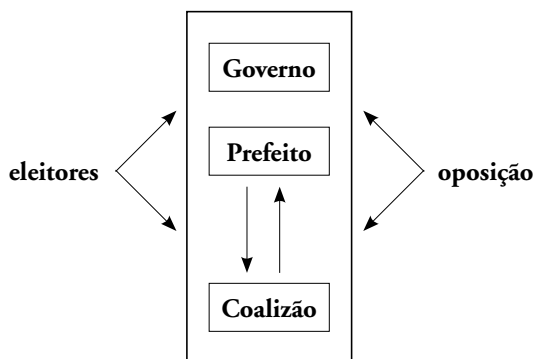 Governo
Prefeito
eleitores
oposição
Coalizão